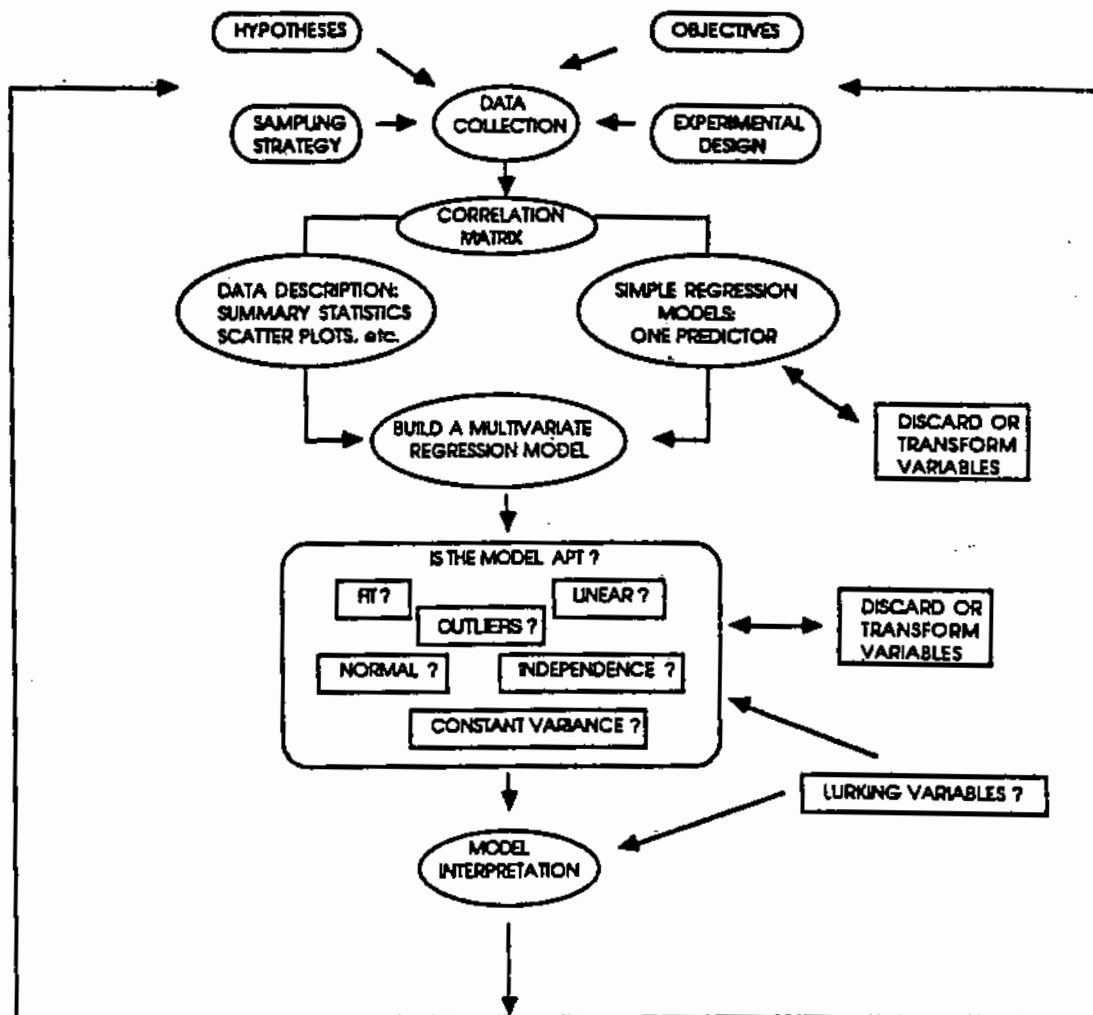 HYPOTHESES
OBJECTIVES
DATA
COLLECTION
SAMPLING
STRATEGY
EXPERIMENTAL
DESIGN
CORRELATION
MATRIX
DATA DESCRIPTION:
SUMMARY STATISTICS
SCATTER PLOTS, etc.
SIMPLE REGRESSION
MODELS:
ONE PREDICTOR
BUILD A MULTIVARIATE
REGRESSION MODEL
DISCARD OR
TRANSFORM
VARIABLES
IS THE MODEL APT ?
FIT ?
LINEAR ?
OUTLIERS ?
NORMAL ?
INDEPENDENCE ?
CONSTANT VARIANCE ?
DISCARD OR
TRANSFORM
VARIABLES
LURKING VARIABLES ?
MODEL
INTERPRETATION